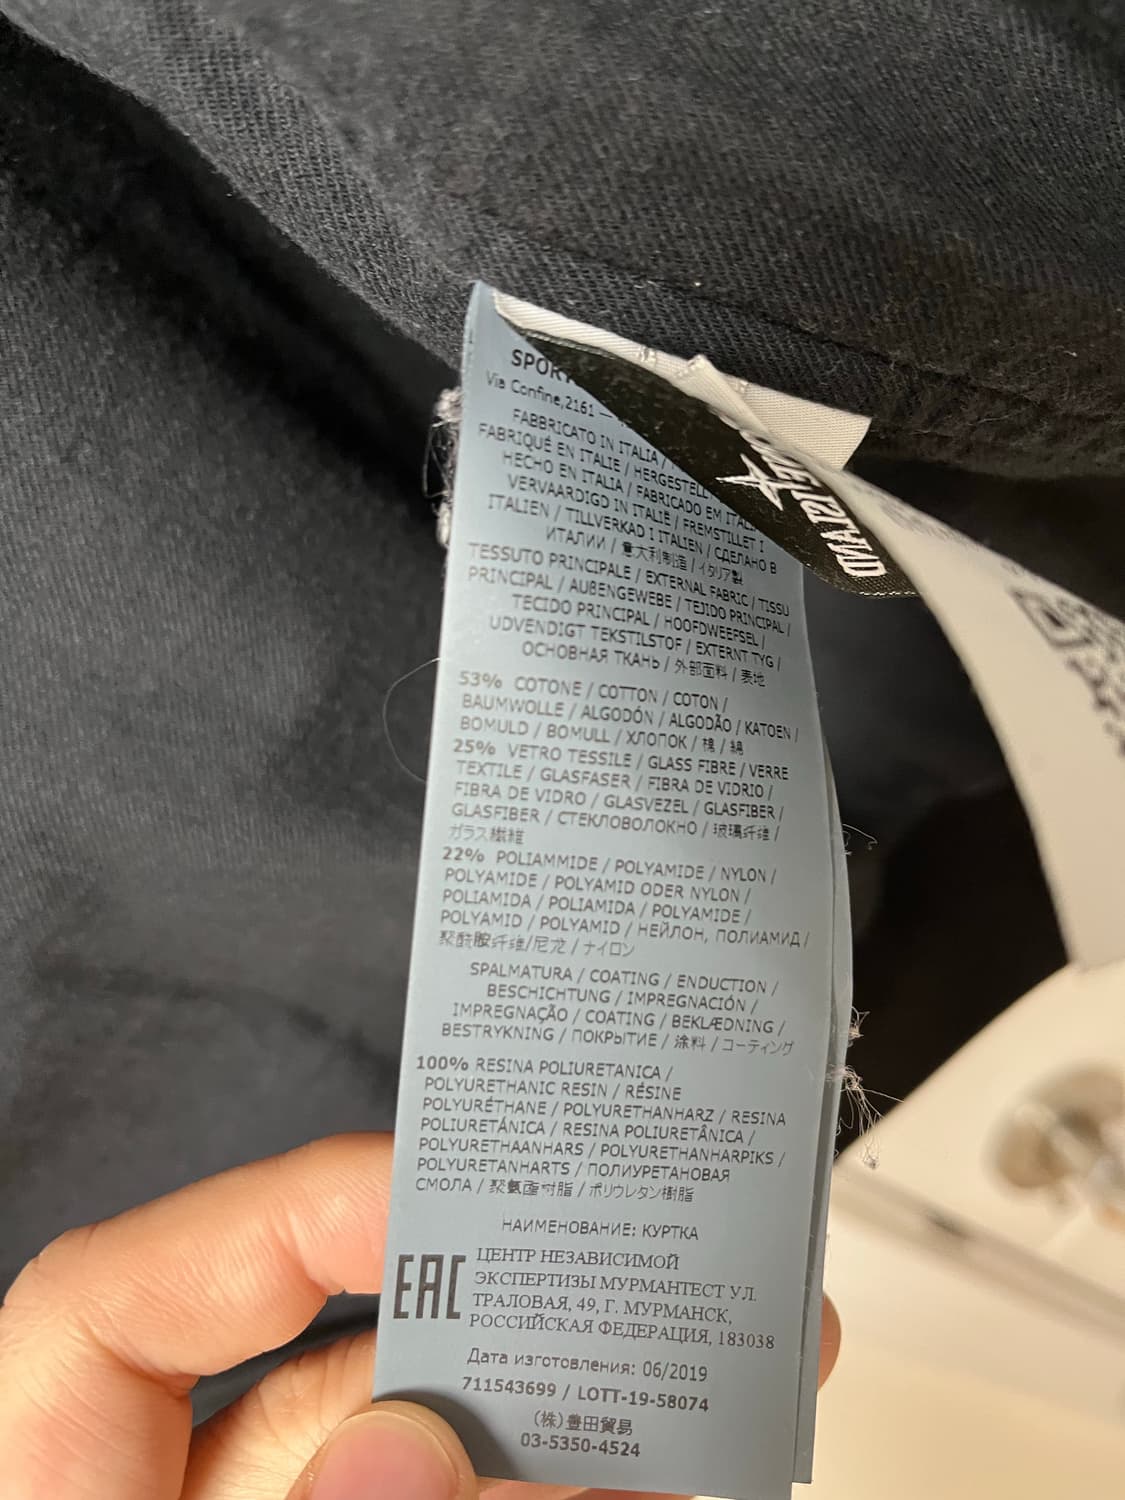 Via Confine,2161 —
FABBRICATO IN ITALIA /
FABRIQUÉ EN ITALIE / HERGESTELL
HECHO EN ITALIA / FABRICADO EM ITAL
VERVAARDIGD IN ITALIE / FREMSTILLET I
ITALIEN / TILLVERKAD I ITALIEN / СДЕЛАНО В
ИТАЛИИ / 意大利制造 / イタリア製
TESSUTO PRINCIPALE / EXTERNAL FABRIC / TISSU
PRINCIPAL / AUßENGEWEBE / TEJIDO PRINCIPAL /
TECIDO PRINCIPAL / HOOFDWEEFSEL /
UDVENDIGT TEKSTILSTOF / EXTERNT TYG /
ОСНОВНАЯ ТКАНЬ / 外部面料 / 表地
53% COTONE / COTTON / COTON /
BAUMWOLLE / ALGODÓN / ALGODÃO / KATOEN /
BOMULD / BOMULL / ХЛОПОК / 棉 / 綿
25% VETRO TESSILE / GLASS FIBRE / VERRE
TEXTILE / GLASFASER / FIBRA DE VIDRIO /
FIBRA DE VIDRO / GLASVEZEL / GLASFIBER /
GLASFIBER / СТЕКЛОВОЛОКНО / 玻璃纤维 /
ガラス繊維
22% POLIAMMIDE / POLYAMIDE / NYLON /
POLYAMIDE / POLYAMID ODER NYLON /
POLIAMIDA / POLIAMIDA / POLYAMIDE /
POLYAMID / POLYAMID / НЕЙЛОН, ПОЛИАМИД /
聚酰胺纤维/尼龙 / ナイロン
SPALMATURA / COATING / ENDUCTION /
BESCHICHTUNG / IMPREGNACIÓN /
IMPREGNAÇÃO / COATING / BEKLÆDNING /
BESTRYKNING / ПОКРЫТИЕ / 涂料 / コーティング
100% RESINA POLIURETANICA /
POLYURETHANIC RESIN / RÉSINE
POLYURÉTHANE / POLYURETHANHARZ / RESINA
POLIURETÁNICA / RESINA POLIURETÂNICA /
POLYURETHAANHARS / POLYURETHANHARPIKS /
POLYURETANHARTS / ПОЛИУРЕТАНОВАЯ
СМОЛА / 聚氨酯树脂 / ポリウレタン樹脂
НАИМЕНОВАНИЕ: КУРТКА
EAC
ЦЕНТР НЕЗАВИСИМОЙ
ЭКСПЕРТИЗЫ МУРМАНТЕСТ УЛ.
ТРАЛОВАЯ, 49, Г. МУРМАНСК,
РОССИЙСКАЯ ФЕДЕРАЦИЯ, 183038
Дата изготовления: 06/2019
711543699 / LOTT-19-58074
(株)豊田貿易
03-5350-4524